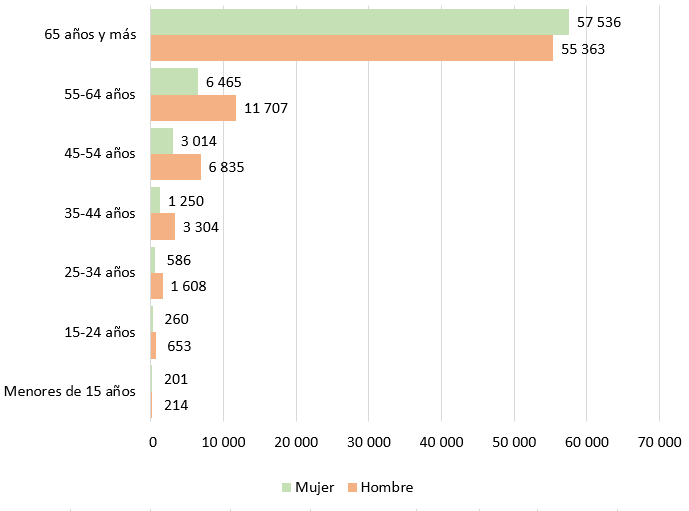 65 años y más
57 536
55 363
55-64 años
6 465
11 707
45-54 años
3 014
6 835
35-44 años
1 250
3 304
25-34 años
586
1 608
15-24 años
260
653
Menores de 15 años
201
214
0 10 000 20 000 30 000 40 000 50 000 60 000 70 000
Mujer Hombre